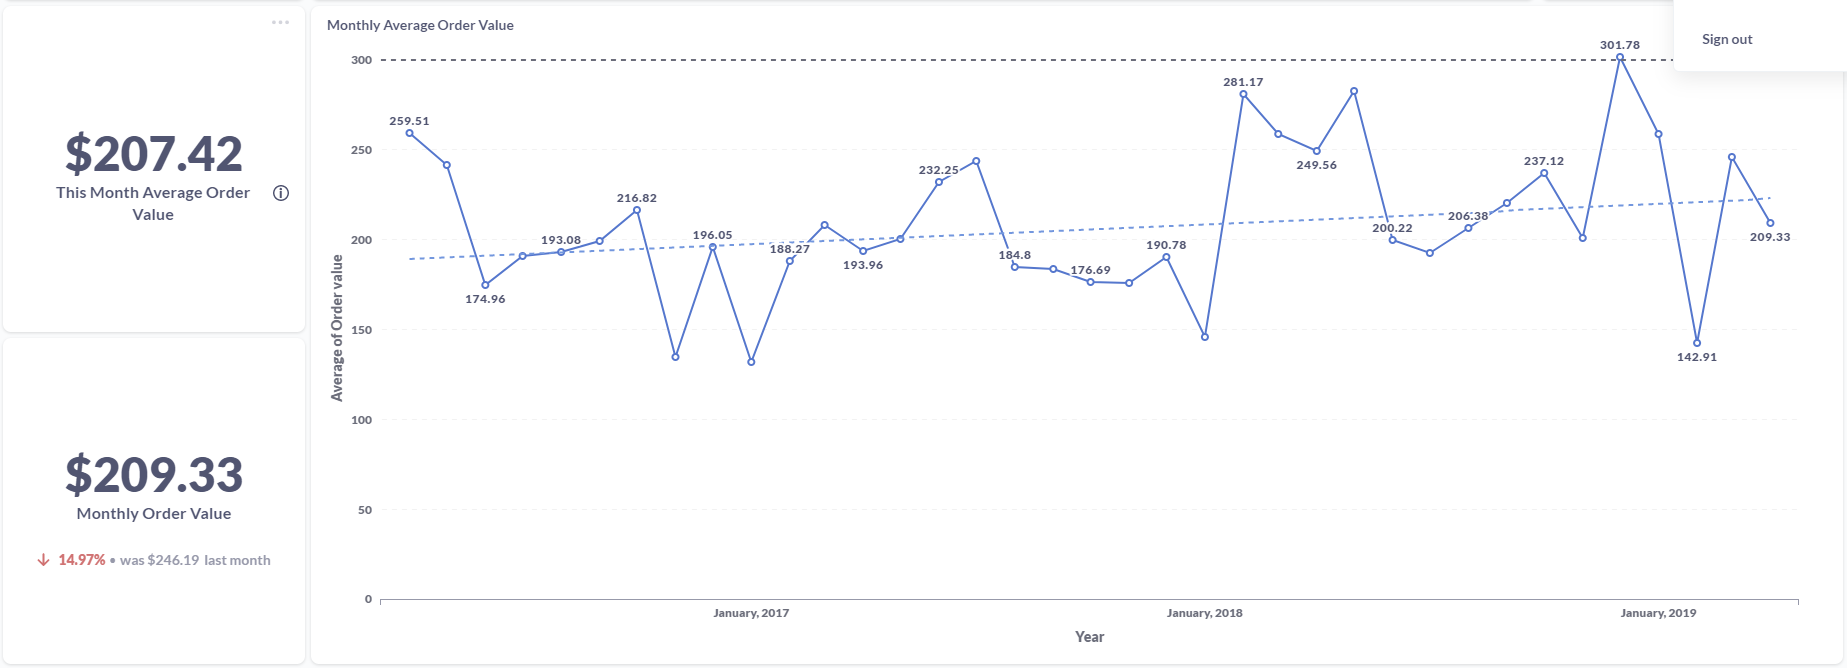 $207.42
This Month Average Order
Value
$209.33
Monthly Order Value
14.97% • was $246.19 last month
Monthly Average Order Value
Sign out
Average of Order value
300
250
200
150
100
50
0
259.51
174.96
193.08
216.82
196.05
188.27
193.96
232.25
184.8
176.69
190.78
281.17
249.56
200.22
206.38
237.12
301.78
142.91
209.33
January, 2017
January, 2018
January, 2019
Year